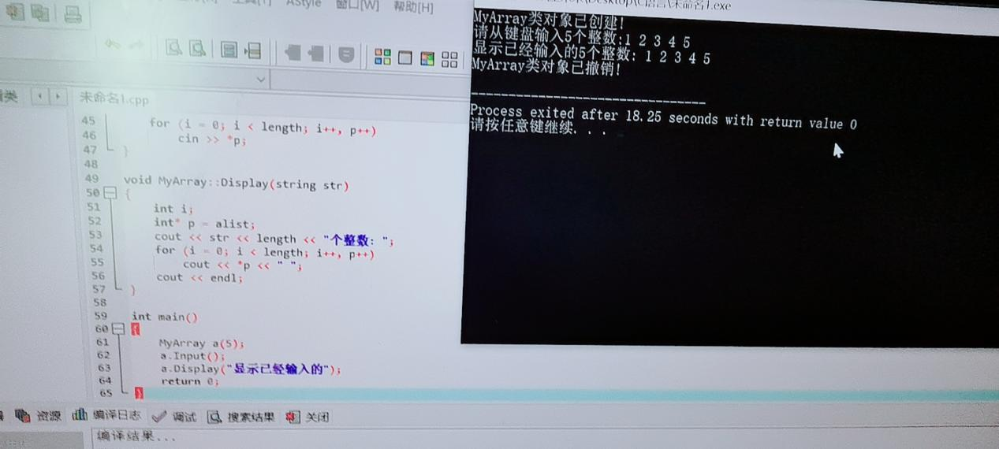 工具[T] AStyle 窗口[W] 帮助[H]
未命名1.cpp
45 for (i = 0; i < length; i++, p++)
46 cin >> *p;
47 }
48
49 void MyArray::Display(string str)
50 {
51 int i;
52 int* p = alist;
53 cout << str << length << "个整数: ";
54 for (i = 0; i < length; i++, p++)
55 cout << *p << " ";
56 cout << endl;
57 }
58
59 int main()
60 {
61 MyArray a(5);
62 a.Input();
63 a.Display("显示已经输入的");
64 return 0;
65 }
资源 编译日志 调试 搜索结果 关闭
编译结果...
\Desktop\C语言\未命名1.exe
MyArray类对象已创建!
请从键盘输入5个整数:1 2 3 4 5
显示已经输入的5个整数: 1 2 3 4 5
MyArray类对象已撤销!
--------------------------------
Process exited after 18.25 seconds with return value 0
请按任意键继续. . .